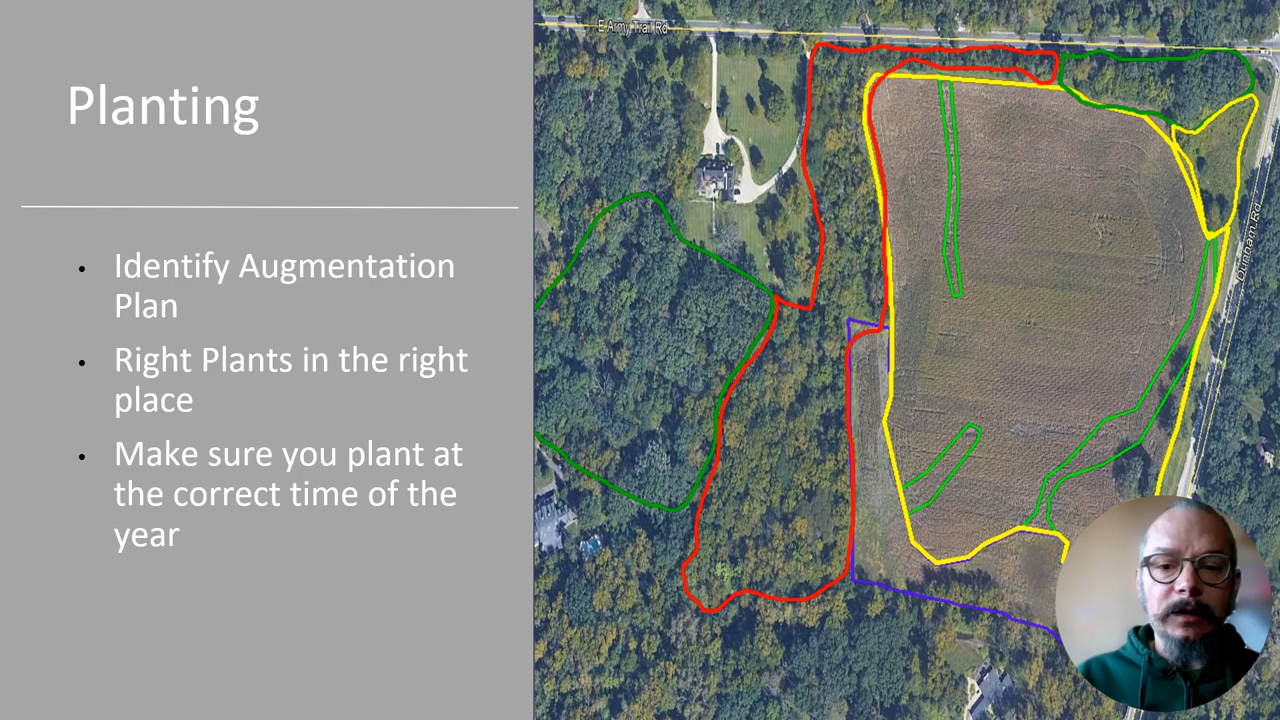 Planting
• Identify Augmentation
Plan
• Right Plants in the right
place
• Make sure you plant at
the correct time of the
year
E Army Trail Rd
Dunham Rd